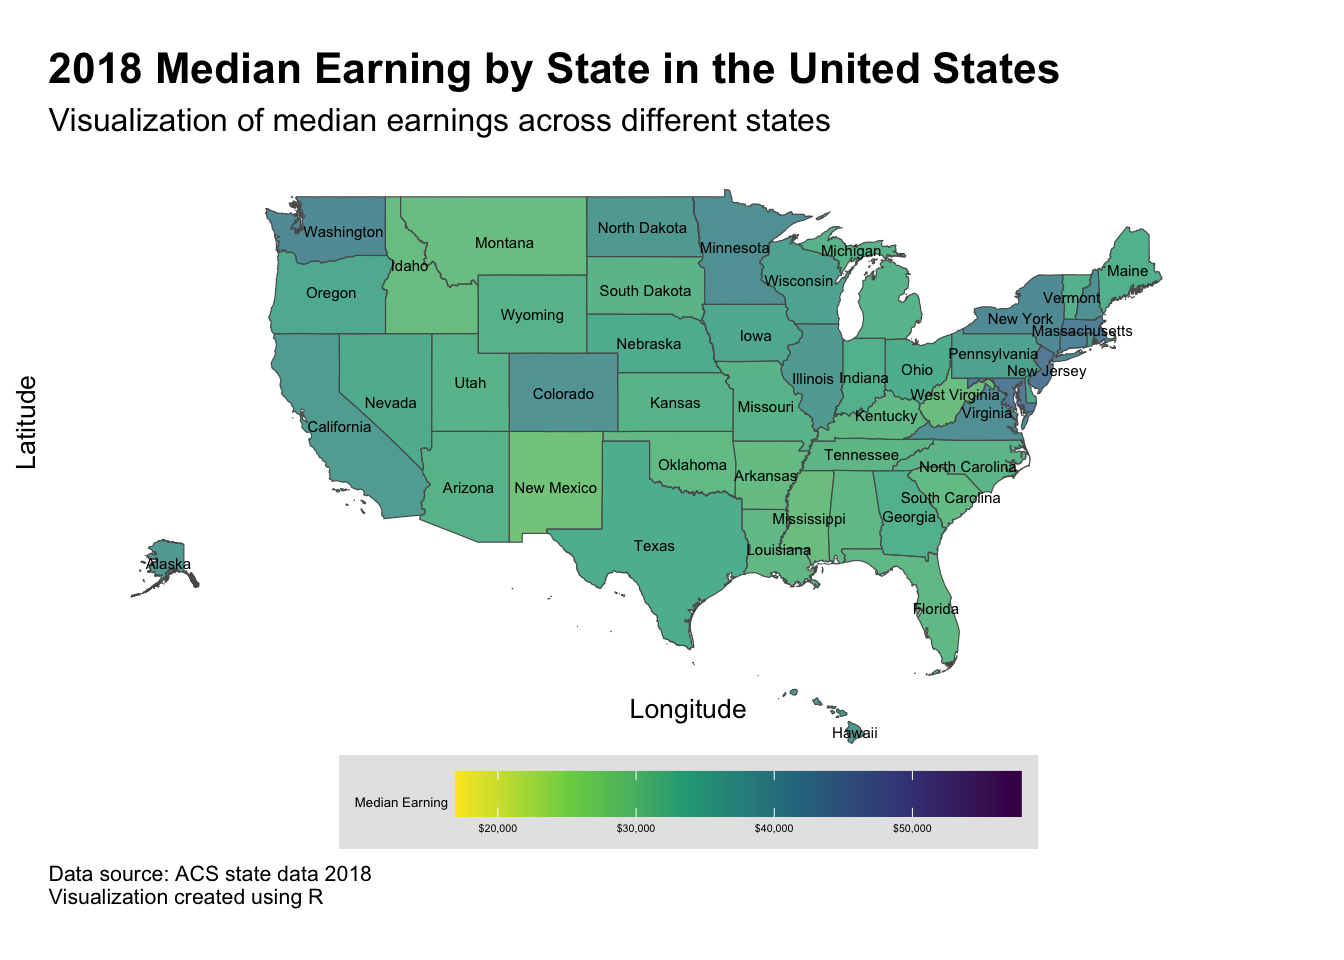 2018 Median Earning by State in the United States
Visualization of median earnings across different states
Washington
North Dakota
Minnesota
Montana
Michigan
Idaho
Maine
Oregon
South Dakota
Wisconsin
Vermont
Wyoming
New York
Massachusetts
Nebraska
Iowa
Pennsylvania
Utah
Colorado
Illinois
Indiana
Ohio
New Jersey
Nevada
Kansas
Missouri
West Virginia
Virginia
California
Kentucky
Tennessee
North Carolina
Oklahoma
Arkansas
Arizona
New Mexico
South Carolina
Mississippi
Georgia
Texas
Louisiana
Alaska
Florida
Hawaii
Latitude
Longitude
Median Earning
$20,000
$30,000
$40,000
$50,000
Data source: ACS state data 2018
Visualization created using R